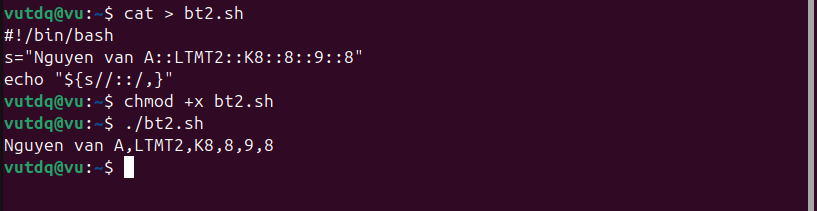 vutdq@vu:~$ cat > bt2.sh
#!/bin/bash
s="Nguyen van A::LTMT2::K8::8::9::8"
echo "${s//::/,}"
vutdq@vu:~$ chmod +x bt2.sh
vutdq@vu:~$ ./bt2.sh
Nguyen van A,LTMT2,K8,8,9,8
vutdq@vu:~$